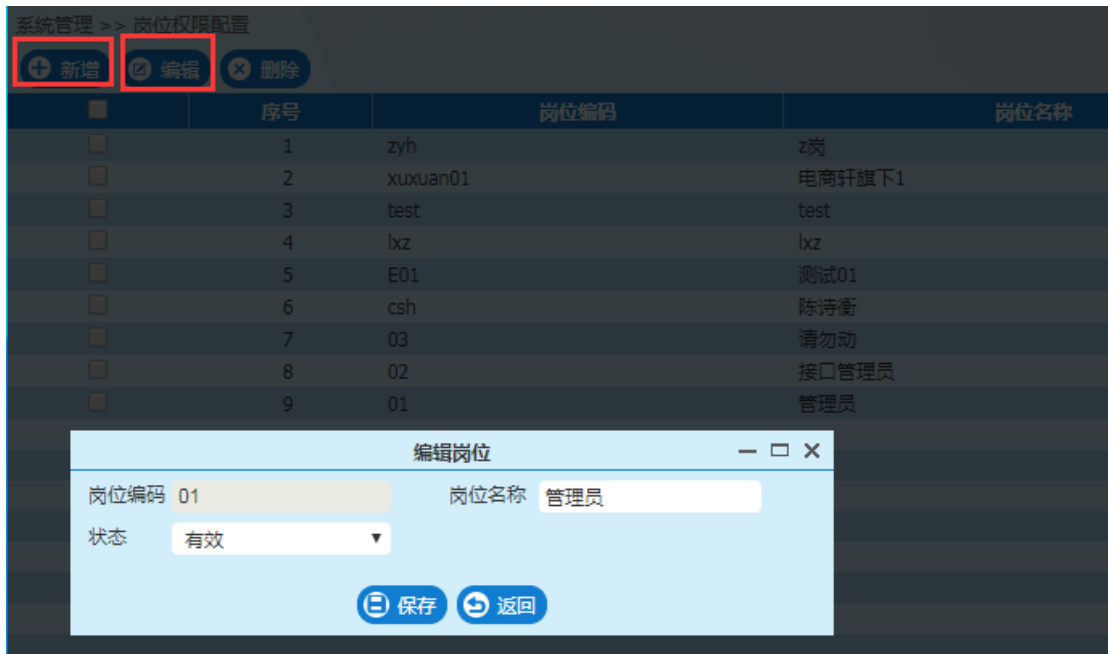 系统管理 >> 岗位权限配置
新增 编辑 删除
序号 岗位编码 岗位名称
1 zyh z岗
2 xuxuan01 电商轩旗下1
3 test test
4 lxz lxz
5 E01 测试01
6 csh 陈诗衡
7 03 请勿动
8 02 接口管理员
9 01 管理员
编辑岗位
岗位编码 01 岗位名称 管理员
状态 有效
保存 返回